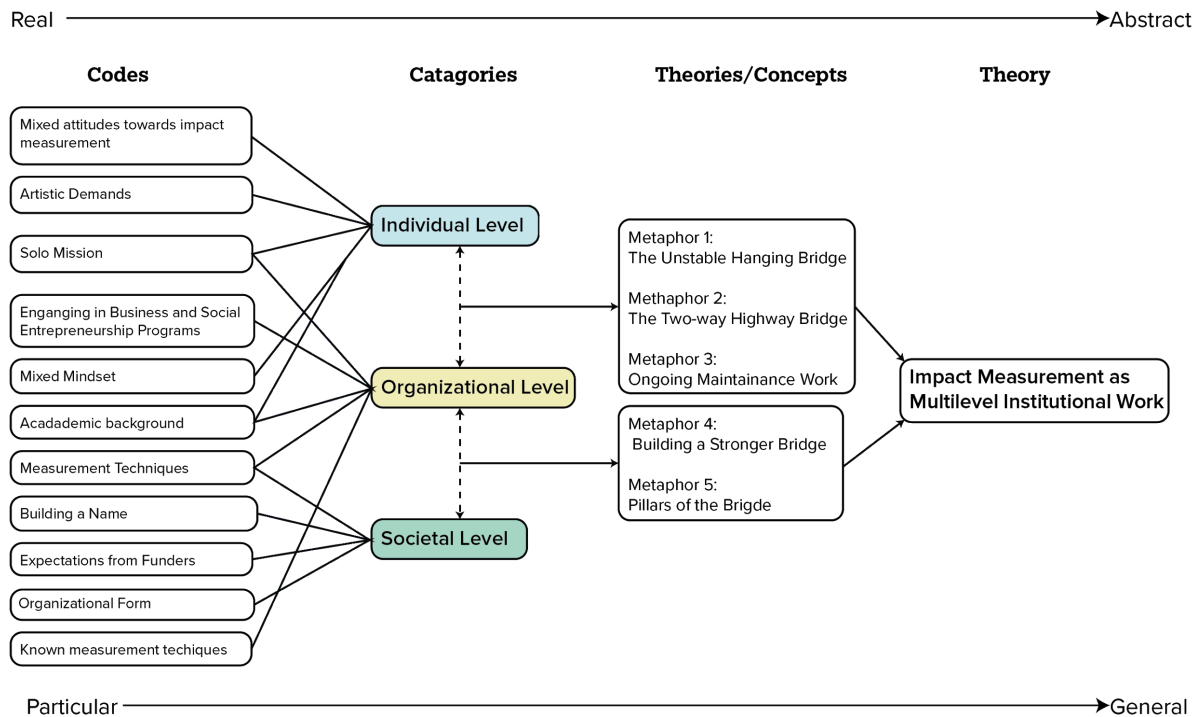 Real
Abstract
Codes
Catagories
Theories/Concepts
Theory
Mixed attitudes towards impact
measurement
Artistic Demands
Solo Mission
Enganging in Business and Social
Entrepreneurship Programs
Mixed Mindset
Acadademic background
Measurement Techniques
Building a Name
Expectations from Funders
Organizational Form
Known measurement techiques
Individual Level
Organizational Level
Societal Level
Metaphor 1:
The Unstable Hanging Bridge
Methaphor 2:
The Two-way Highway Bridge
Metaphor 3:
Ongoing Maintainance Work
Metaphor 4:
Building a Stronger Bridge
Metaphor 5:
Pillars of the Brigde
Impact Measurement as
Multilevel Institutional Work
Particular
General